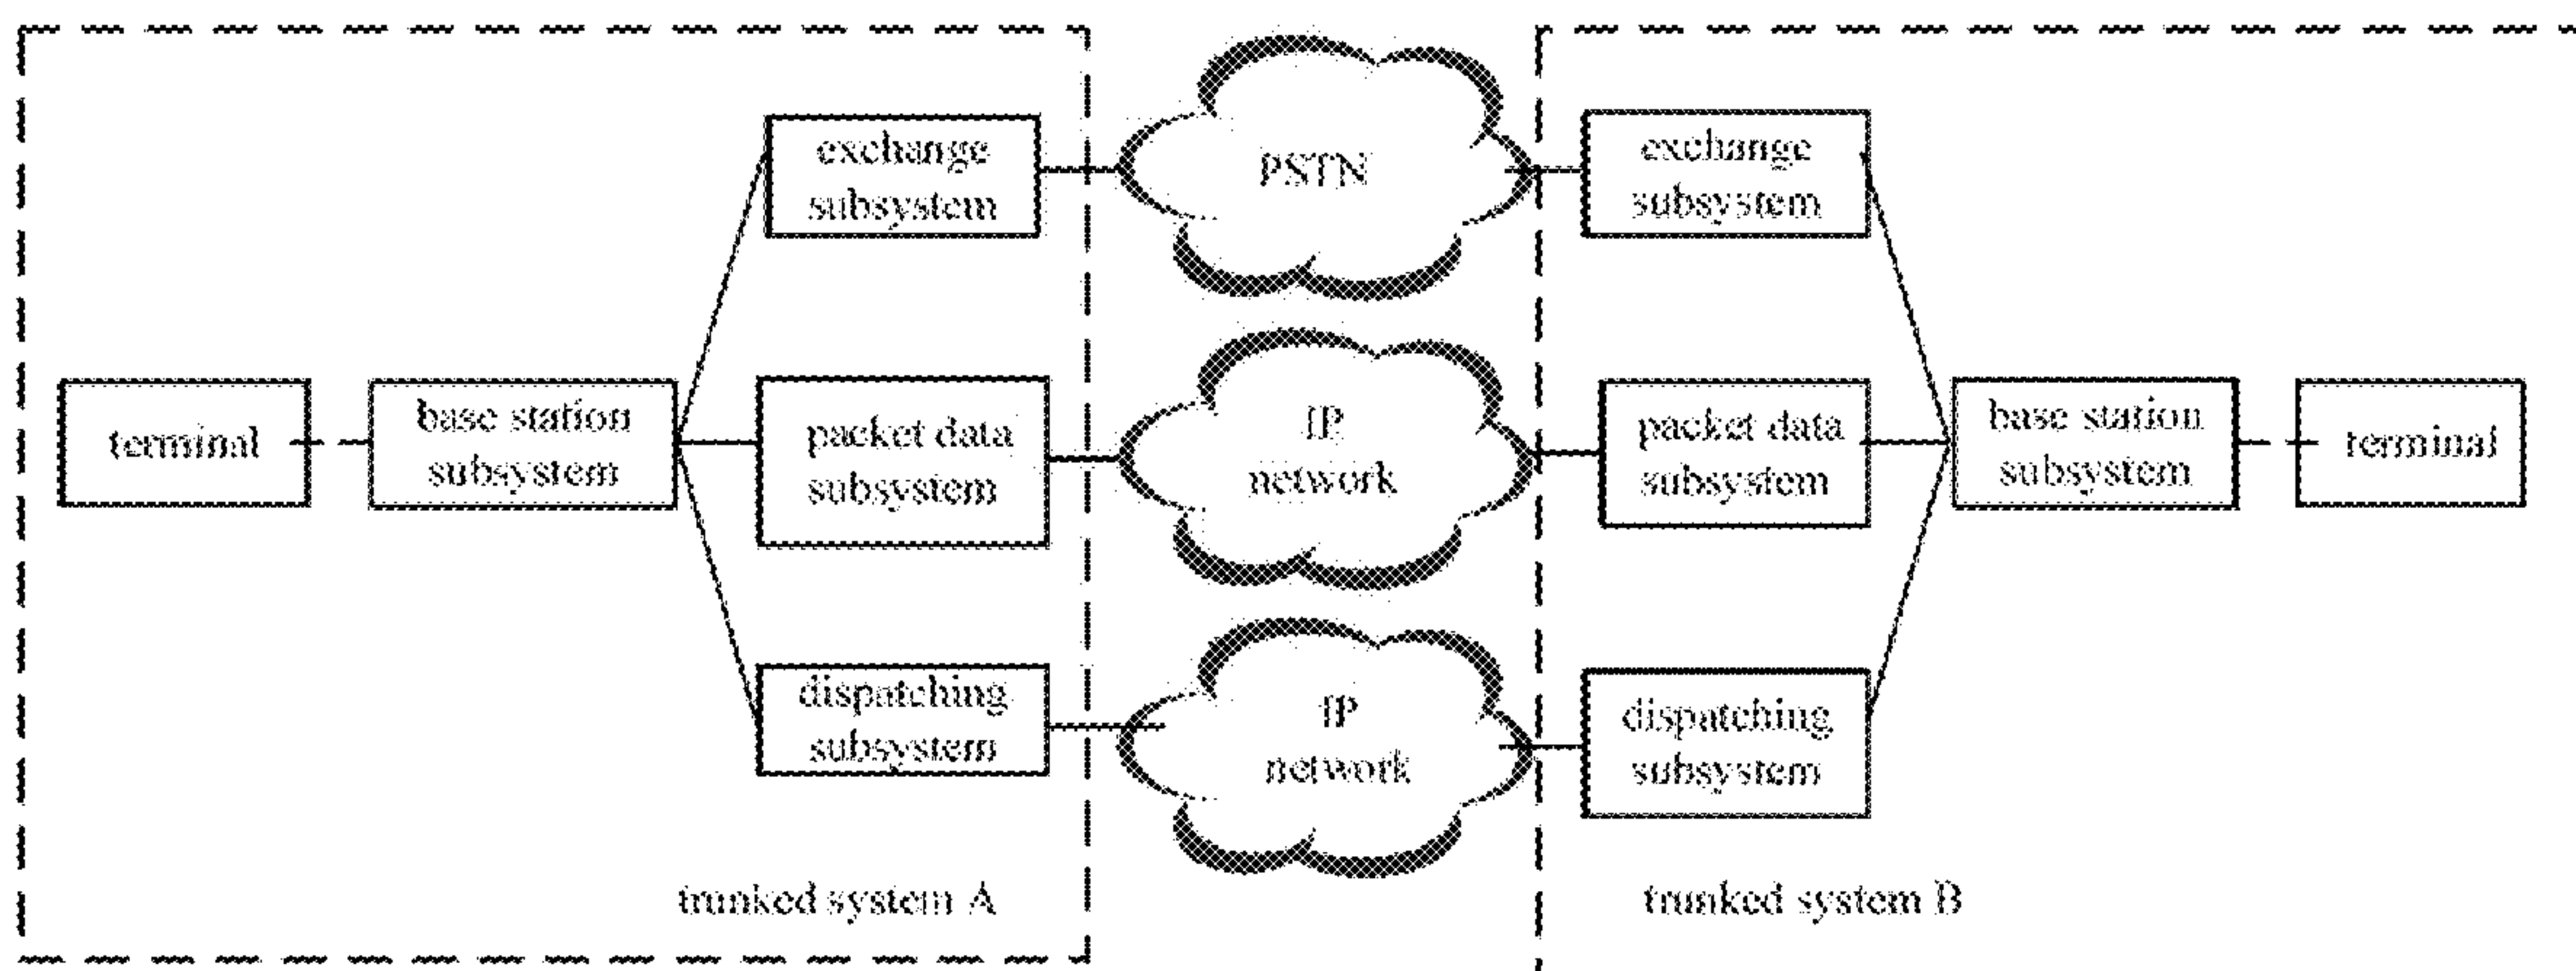 exchange
subsystem
PSTN
exchange
subsystem
terminal
base station
subsystem
packet data
subsystem
IP
network
packet data
subsystem
base station
subsystem
terminal
dispatching
subsystem
IP
network
dispatching
subsystem
trunked system A
trunked system B